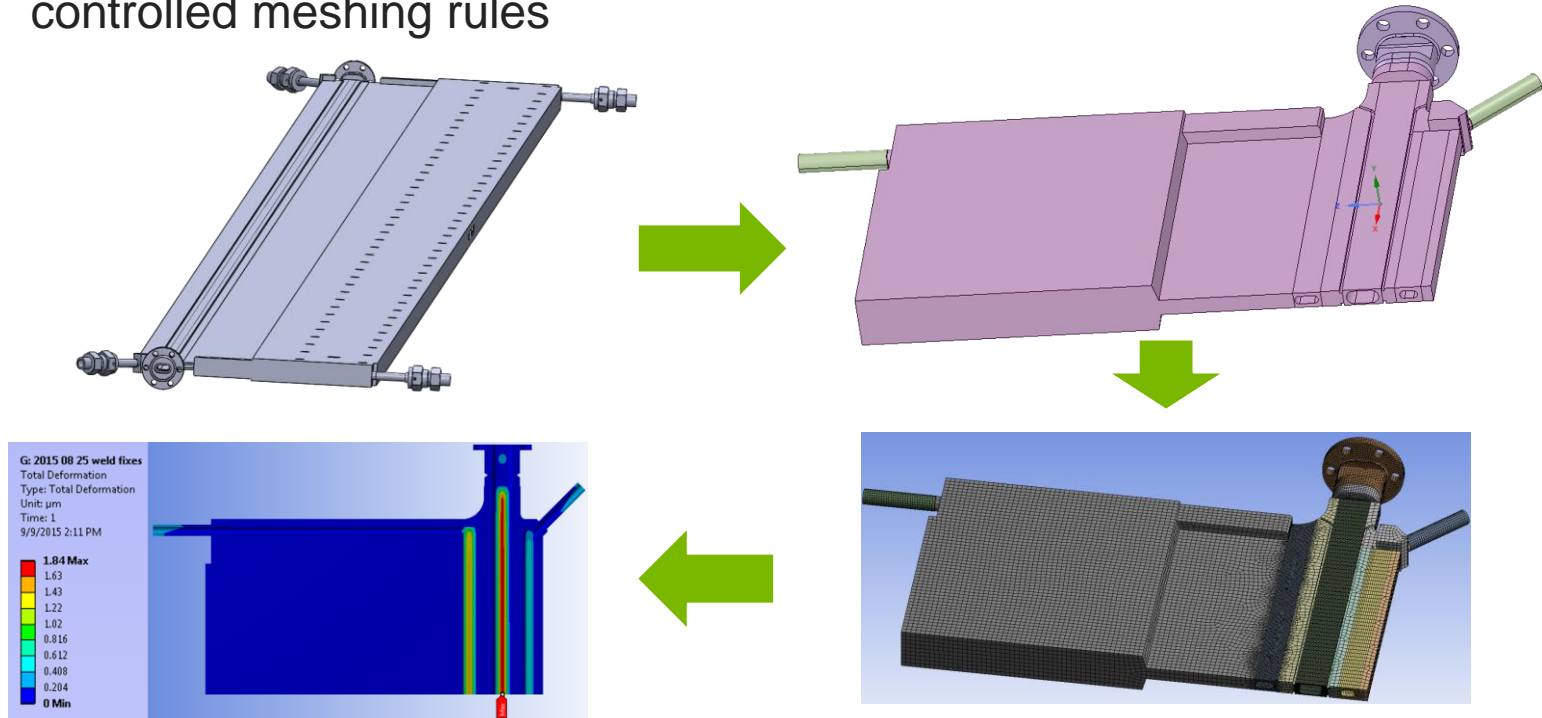 controlled meshing rules
Y
Z
X
G: 2015 08 25 weld fixes
Total Deformation
Type: Total Deformation
Unit: µm
Time: 1
9/9/2015 2:11 PM
1.84 Max
1.63
1.43
1.22
1.02
0.816
0.612
0.408
0.204
0 Min
Max